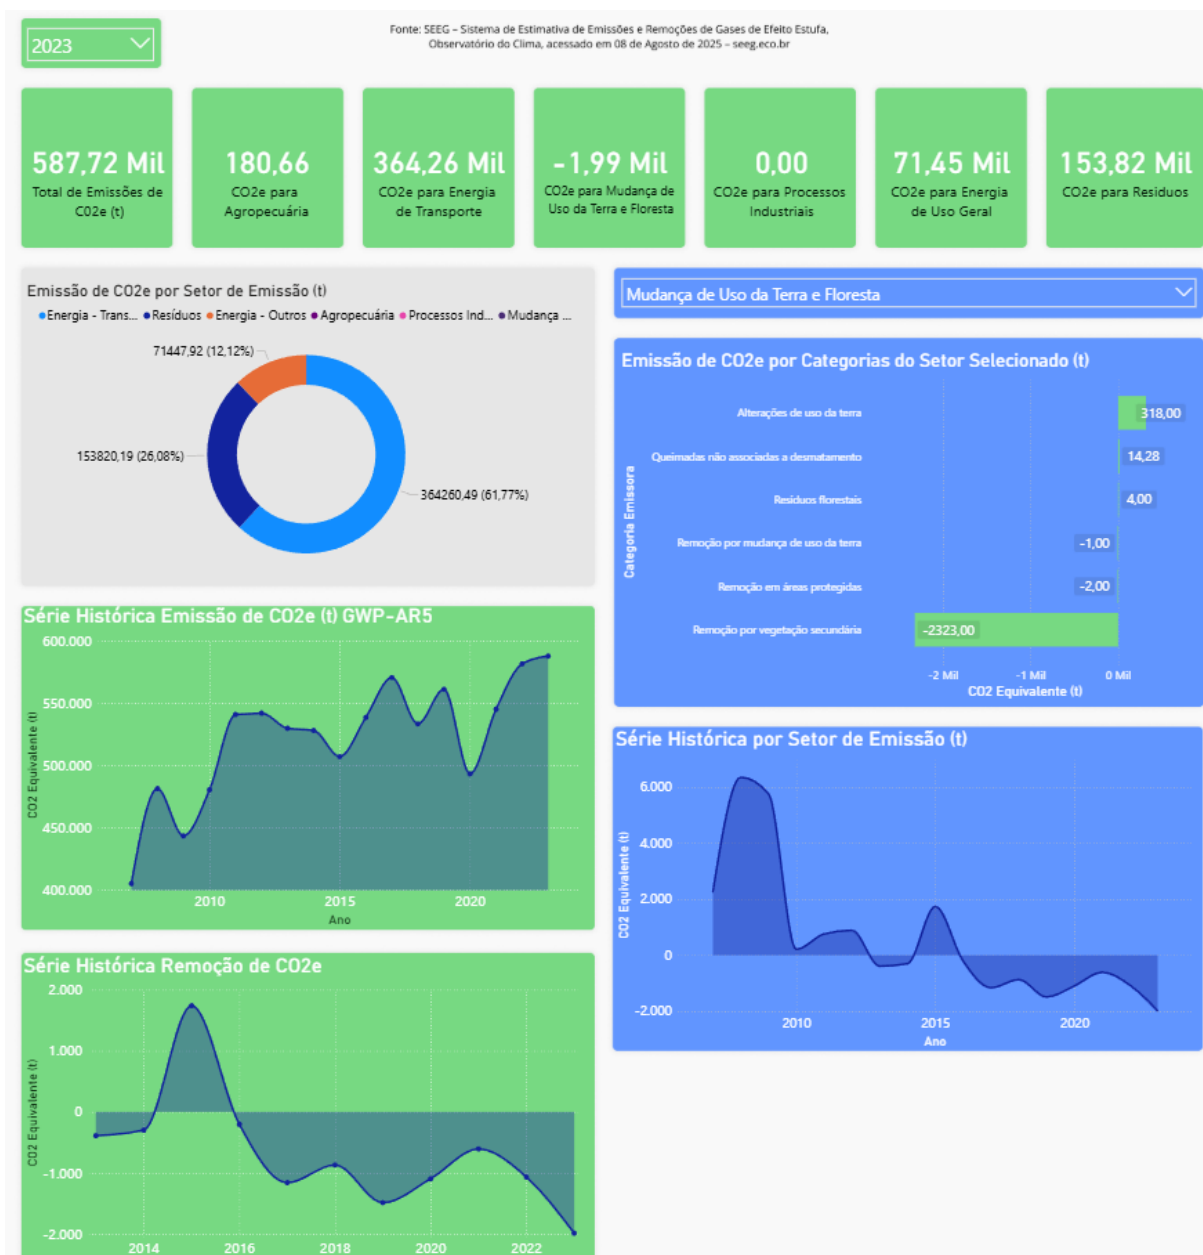 2023
Fonte: SEEG – Sistema de Estimativa de Emissões e Remoções de Gases de Efeito Estufa,
Observatório do Clima, acessado em 08 de Agosto de 2025 – seeg.eco.br
587,72 Mil
Total de Emissões de
C02e (t)
180,66
CO2e para
Agropecuária
364,26 Mil
CO2e para Energia
de Transporte
-1,99 Mil
CO2e para Mudança de
Uso da Terra e Floresta
0,00
CO2e para Processos
Industriais
71,45 Mil
CO2e para Energia
de Uso Geral
153,82 Mil
CO2e para Residuos
Emissão de CO2e por Setor de Emissão (t)
Energia - Trans... Resíduos Energia - Outros Agropecuária Processos Ind... Mudança ...
71447,92 (12,12%)
153820,19 (26,08%)
364260,49 (61,77%)
Mudança de Uso da Terra e Floresta
Emissão de CO2e por Categorias do Setor Selecionado (t)
Categoria Emissora
Alterações de uso da terra
318,00
Queimadas não associadas a desmatamento
14,28
Resíduos florestais
4,00
Remoção por mudança de uso da terra
-1,00
Remoção em áreas protegidas
-2,00
Remoção por vegetação secundária
-2323,00
-2 Mil -1 Mil 0 Mil
CO2 Equivalente (t)
Série Histórica Emissão de CO2e (t) GWP-AR5
CO2 Equivalente (t)
600.000
550.000
500.000
450.000
400.000
2010 2015 2020
Ano
Série Histórica por Setor de Emissão (t)
CO2 Equivalente (t)
6.000
4.000
2.000
0
-2.000
2010 2015 2020
Ano
Série Histórica Remoção de CO2e
CO2 Equivalente (t)
2.000
1.000
0
-1.000
-2.000
2014 2016 2018 2020 2022